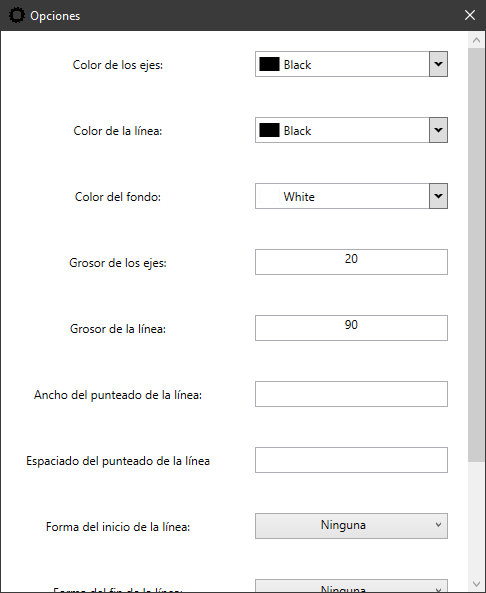 Opciones
Color de los ejes: Black
Color de la línea: Black
Color del fondo: White
Grosor de los ejes: 20
Grosor de la línea: 90
Ancho del punteado de la línea:
Espaciado del punteado de la línea
Forma del inicio de la línea: Ninguna
Forma del fin de la línea: Ninguna